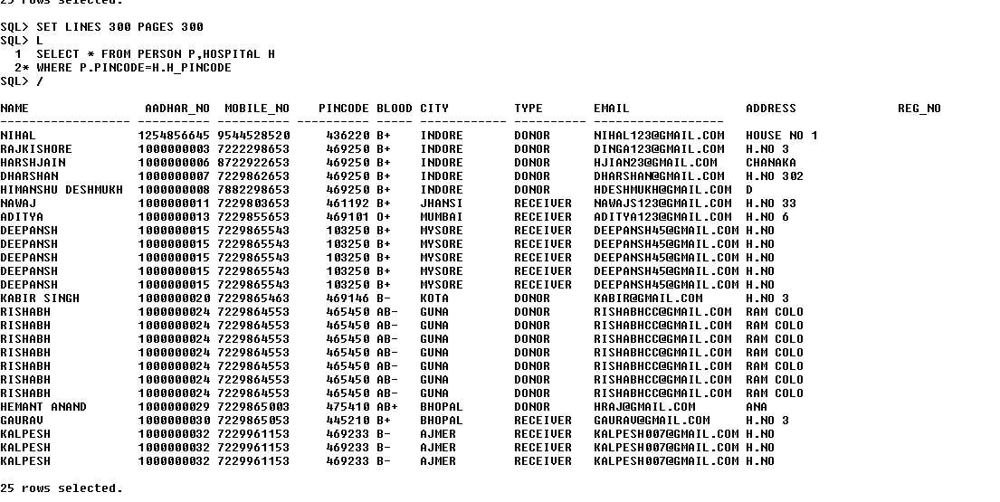 25 rows selected.
SQL> SET LINES 300 PAGES 300
SQL> L
  1  SELECT * FROM PERSON P,HOSPITAL H
  2* WHERE P.PINCODE=H.H_PINCODE
SQL> /
NAME               AADHAR_NO  MOBILE_NO    PINCODE BLOOD CITY         TYPE       EMAIL                ADDRESS              REG_NO
------------------ ---------- ---------- ---------- ----- ------------ ---------- ------------------
NIHAL              1254856645 9544528520     436220 B+    INDORE       DONOR      NIHAL123@GMAIL.COM   HOUSE NO 1
RAJKISHORE         1000000003 7222298653     469250 B+    INDORE       DONOR      DINGA123@GMAIL.COM   H.NO 3
HARSHJAIN          1000000006 8722922653     469250 B+    INDORE       DONOR      HJIAN23@GMAIL.COM    CHANAKA
DHARSHAN           1000000007 7229862653     469250 B+    INDORE       DONOR      DHARSHAN@GMAIL.COM   H.NO 302
HIMANSHU DESHMUKH  1000000008 7882298653     469250 B+    INDORE       DONOR      HDESHMUKH@GMAIL.COM  D
NAWAJ              1000000011 7229803653     461192 B+    JHANSI       RECEIVER   NAWAJS123@GMAIL.COM  H.NO 33
ADITYA             1000000013 7229855653     469101 O+    MUMBAI       RECEIVER   ADITYA123@GMAIL.COM  H.NO 6
DEEPANSH           1000000015 7229865543     103250 B+    MYSORE       RECEIVER   DEEPANSH45@GMAIL.COM H.NO
DEEPANSH           1000000015 7229865543     103250 B+    MYSORE       RECEIVER   DEEPANSH45@GMAIL.COM H.NO
DEEPANSH           1000000015 7229865543     103250 B+    MYSORE       RECEIVER   DEEPANSH45@GMAIL.COM H.NO
DEEPANSH           1000000015 7229865543     103250 B+    MYSORE       RECEIVER   DEEPANSH45@GMAIL.COM H.NO
DEEPANSH           1000000015 7229865543     103250 B+    MYSORE       RECEIVER   DEEPANSH45@GMAIL.COM H.NO
KABIR SINGH        1000000020 7229865463     469146 B-    KOTA         DONOR      KABIR@GMAIL.COM      H.NO 3
RISHABH            1000000024 7229864553     465450 AB-   GUNA         DONOR      RISHABHCC@GMAIL.COM  RAM COLO
RISHABH            1000000024 7229864553     465450 AB-   GUNA         DONOR      RISHABHCC@GMAIL.COM  RAM COLO
RISHABH            1000000024 7229864553     465450 AB-   GUNA         DONOR      RISHABHCC@GMAIL.COM  RAM COLO
RISHABH            1000000024 7229864553     465450 AB-   GUNA         DONOR      RISHABHCC@GMAIL.COM  RAM COLO
RISHABH            1000000024 7229864553     465450 AB-   GUNA         DONOR      RISHABHCC@GMAIL.COM  RAM COLO
RISHABH            1000000024 7229864553     465450 AB-   GUNA         DONOR      RISHABHCC@GMAIL.COM  RAM COLO
RISHABH            1000000024 7229864553     465450 AB-   GUNA         DONOR      RISHABHCC@GMAIL.COM  RAM COLO
HEMANT ANAND       1000000029 7229865003     475410 AB+   BHOPAL       DONOR      HRAJ@GMAIL.COM       ANA
GAURAV             1000000030 7229865053     445210 B+    BHOPAL       RECEIVER   GAURAV@GMAIL.COM     H.NO 3
KALPESH            1000000032 7229961153     469233 B-    AJMER        RECEIVER   KALPESH007@GMAIL.COM H.NO
KALPESH            1000000032 7229961153     469233 B-    AJMER        RECEIVER   KALPESH007@GMAIL.COM H.NO
KALPESH            1000000032 7229961153     469233 B-    AJMER        RECEIVER   KALPESH007@GMAIL.COM H.NO
25 rows selected.